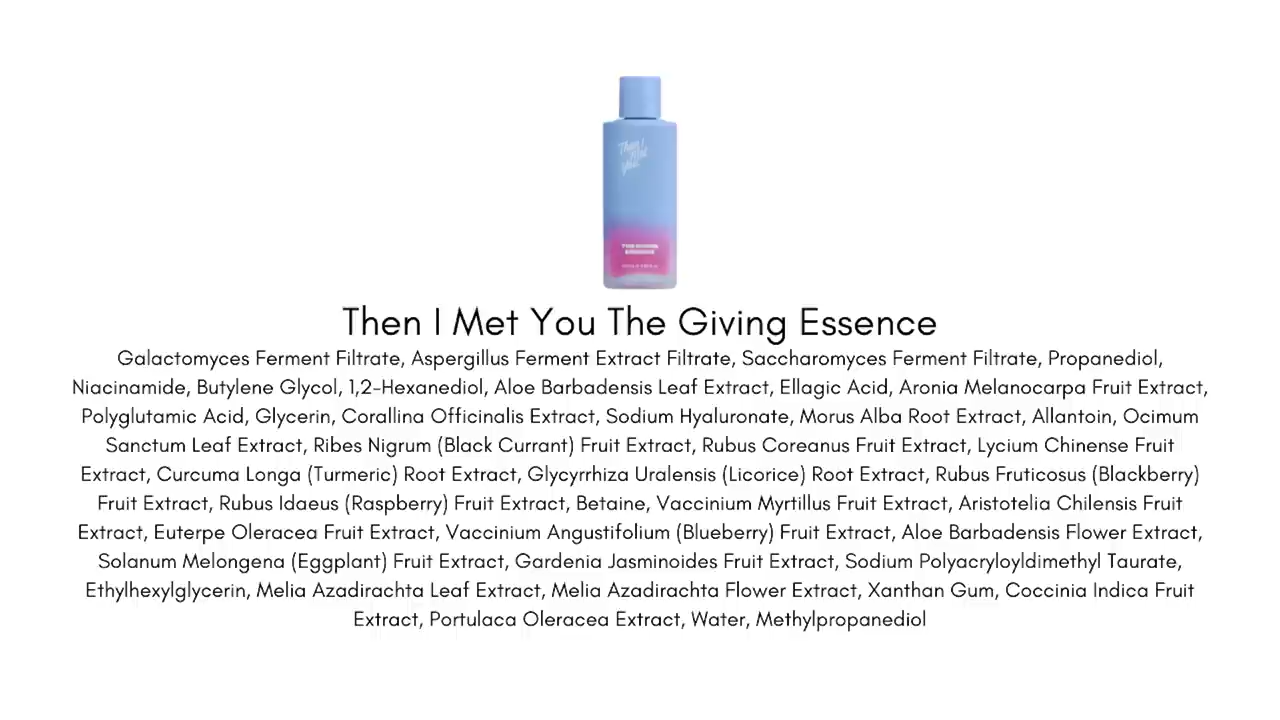 Then I
Met
You
THE GIVING
ESSENCE
Then I Met You The Giving Essence
Galactomyces Ferment Filtrate, Aspergillus Ferment Extract Filtrate, Saccharomyces Ferment Filtrate, Propanediol,
Niacinamide, Butylene Glycol, 1,2-Hexanediol, Aloe Barbadensis Leaf Extract, Ellagic Acid, Aronia Melanocarpa Fruit Extract,
Polyglutamic Acid, Glycerin, Corallina Officinalis Extract, Sodium Hyaluronate, Morus Alba Root Extract, Allantoin, Ocimum
Sanctum Leaf Extract, Ribes Nigrum (Black Currant) Fruit Extract, Rubus Coreanus Fruit Extract, Lycium Chinense Fruit
Extract, Curcuma Longa (Turmeric) Root Extract, Glycyrrhiza Uralensis (Licorice) Root Extract, Rubus Fruticosus (Blackberry)
Fruit Extract, Rubus Idaeus (Raspberry) Fruit Extract, Betaine, Vaccinium Myrtillus Fruit Extract, Aristotelia Chilensis Fruit
Extract, Euterpe Oleracea Fruit Extract, Vaccinium Angustifolium (Blueberry) Fruit Extract, Aloe Barbadensis Flower Extract,
Solanum Melongena (Eggplant) Fruit Extract, Gardenia Jasminoides Fruit Extract, Sodium Polyacryloyldimethyl Taurate,
Ethylhexylglycerin, Melia Azadirachta Leaf Extract, Melia Azadirachta Flower Extract, Xanthan Gum, Coccinia Indica Fruit
Extract, Portulaca Oleracea Extract, Water, Methylpropanediol